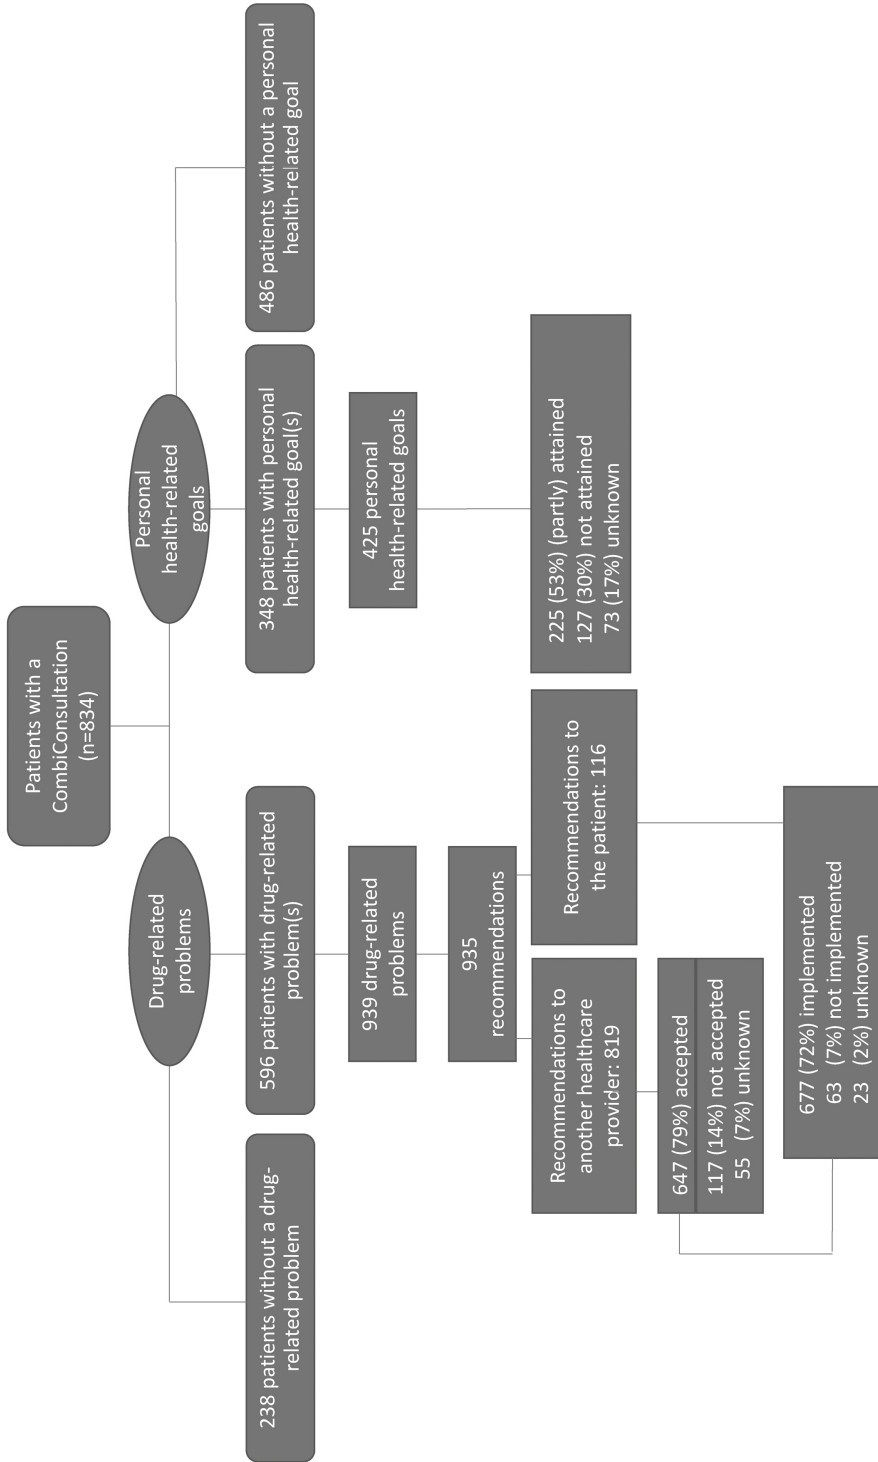 Patients with a
CombiConsultation
(n=834)
Drug-related
problems
Personal
health-related
goals
238 patients without a drug-
related problem
596 patients with drug-related
problem(s)
348 patients with personal
health-related goal(s)
486 patients without a personal
health-related goal
939 drug-related
problems
425 personal
health-related goals
935
recommendations
Recommendations to
another healthcare
provider: 819
Recommendations to
the patient: 116
225 (53%) (partly) attained
127 (30%) not attained
73 (17%) unknown
647 (79%) accepted
117 (14%) not accepted
55 (7%) unknown
677 (72%) implemented
63 (7%) not implemented
23 (2%) unknown